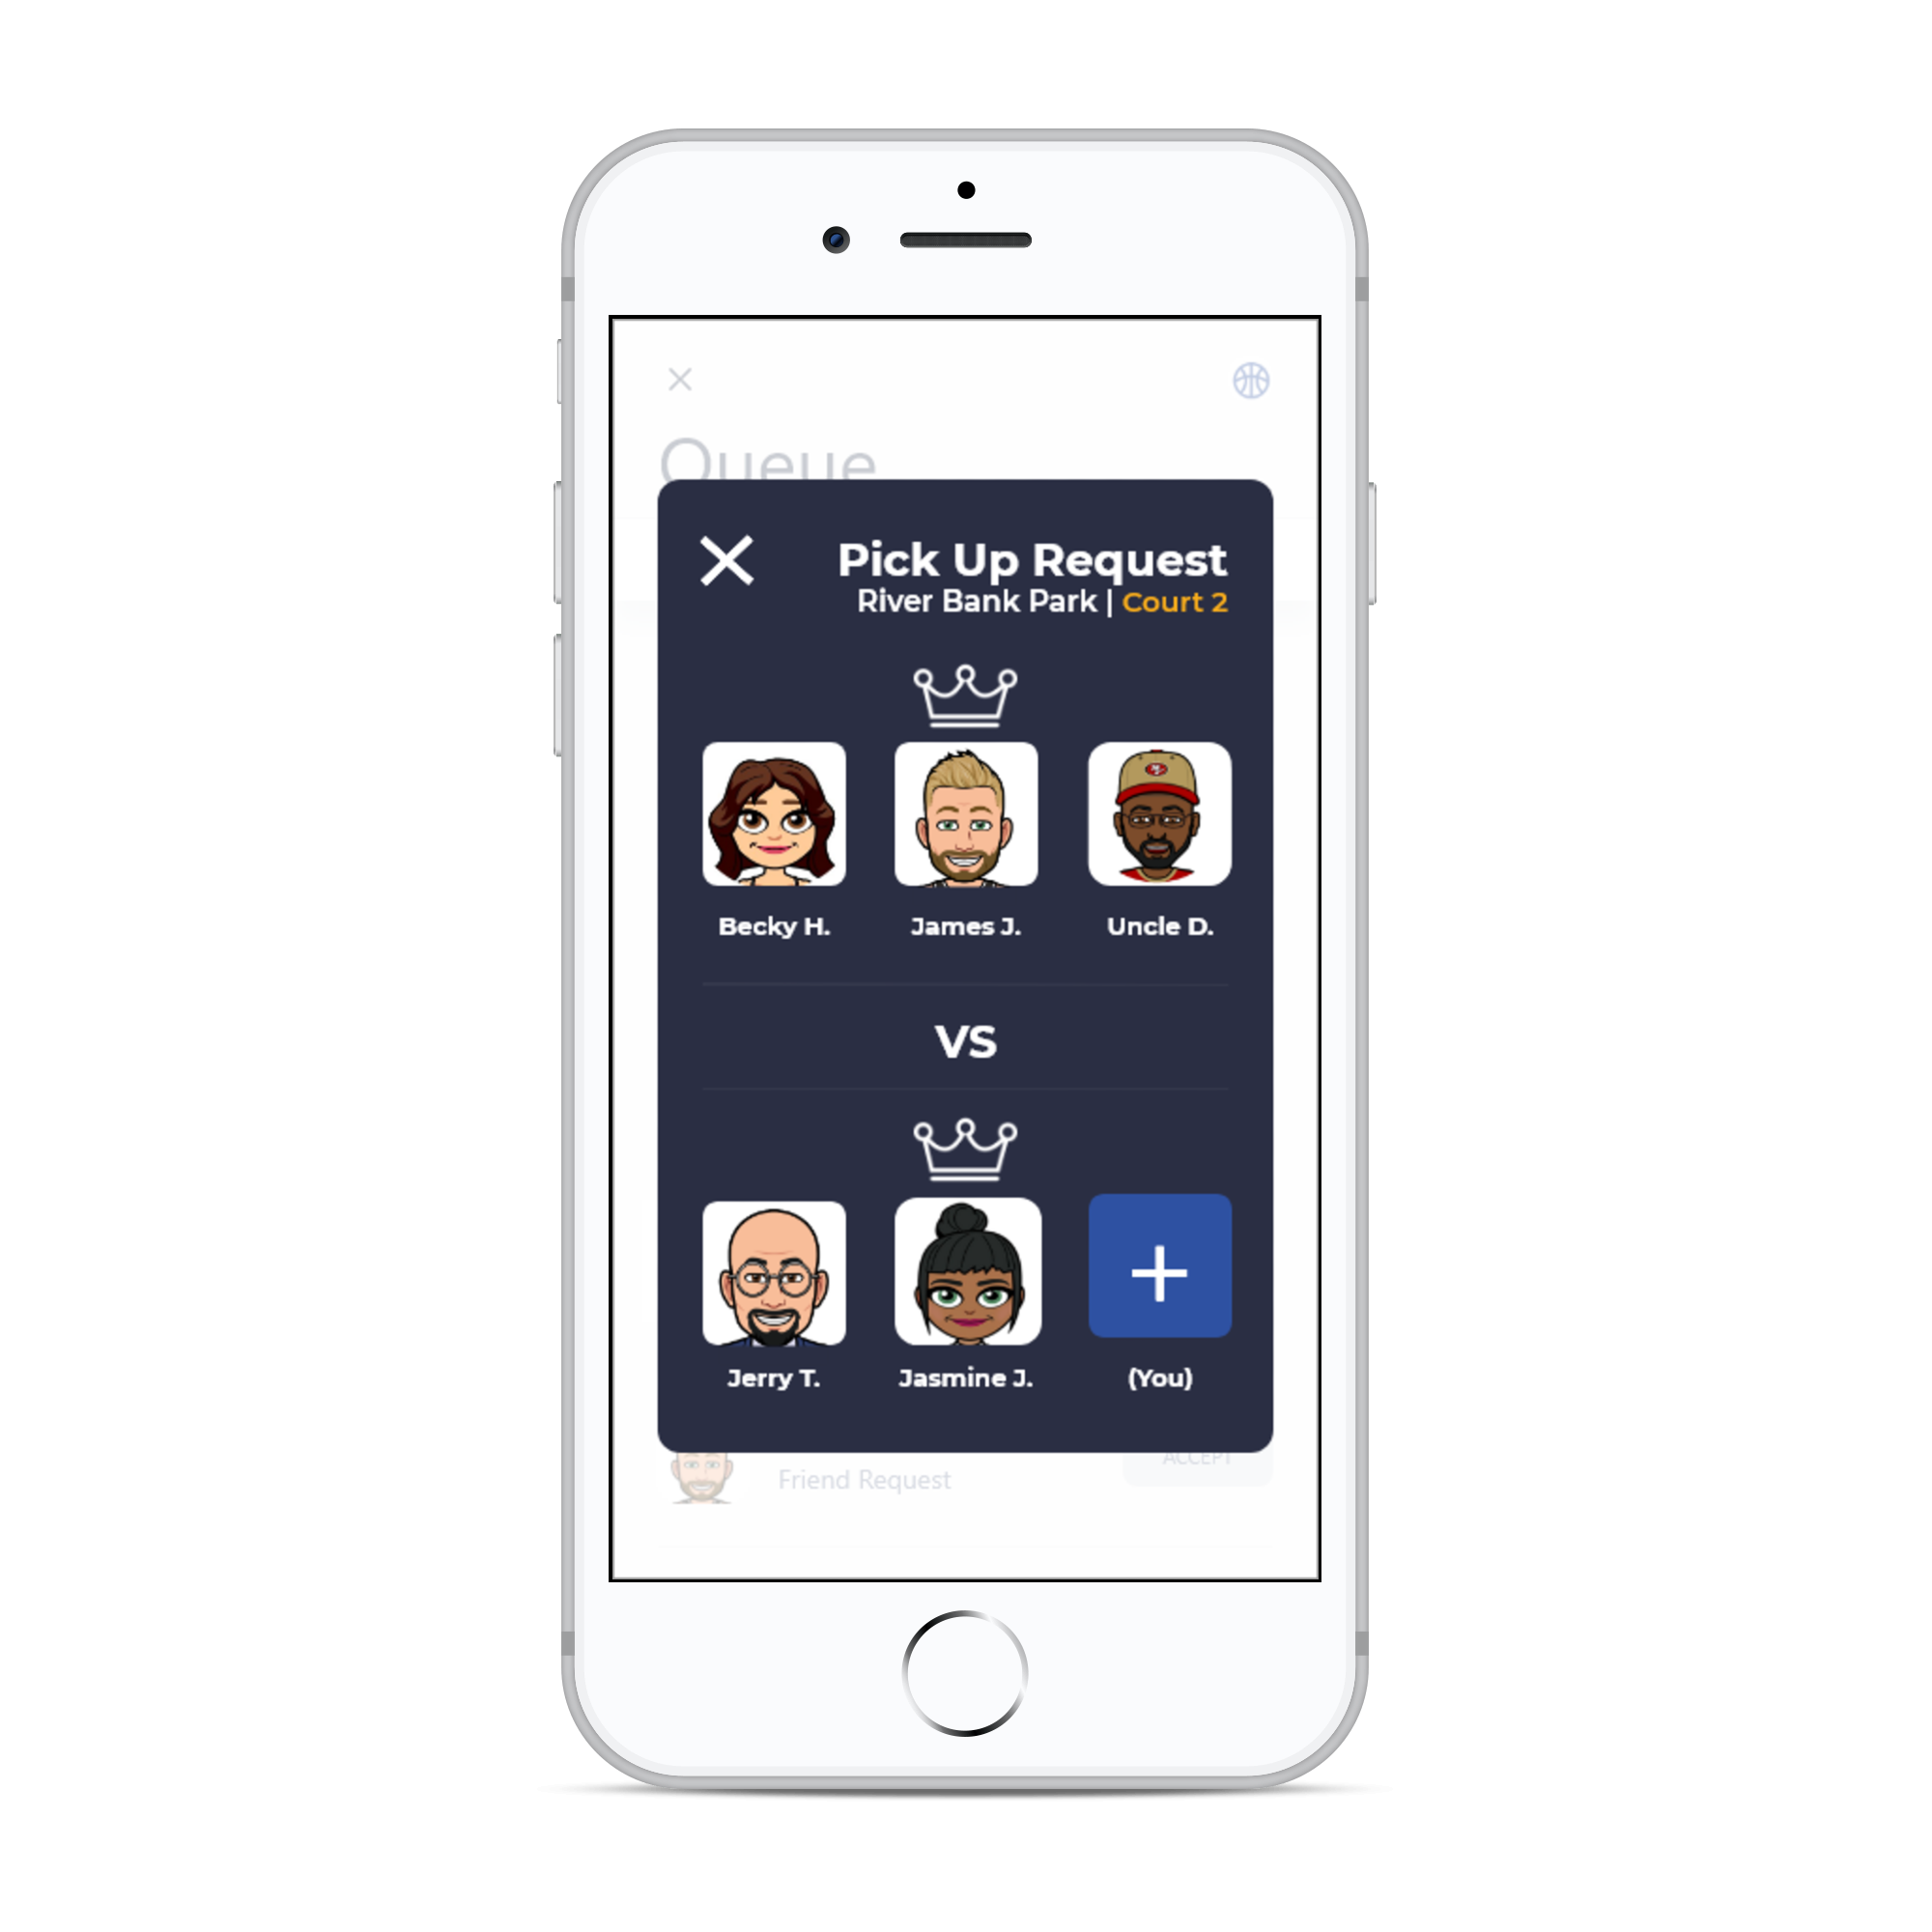 Queue
Pick Up Request
River Bank Park | Court 2
Becky H.
James J.
Uncle D.
VS
Jerry T.
Jasmine J.
(You)
ACCEPT
Friend Request